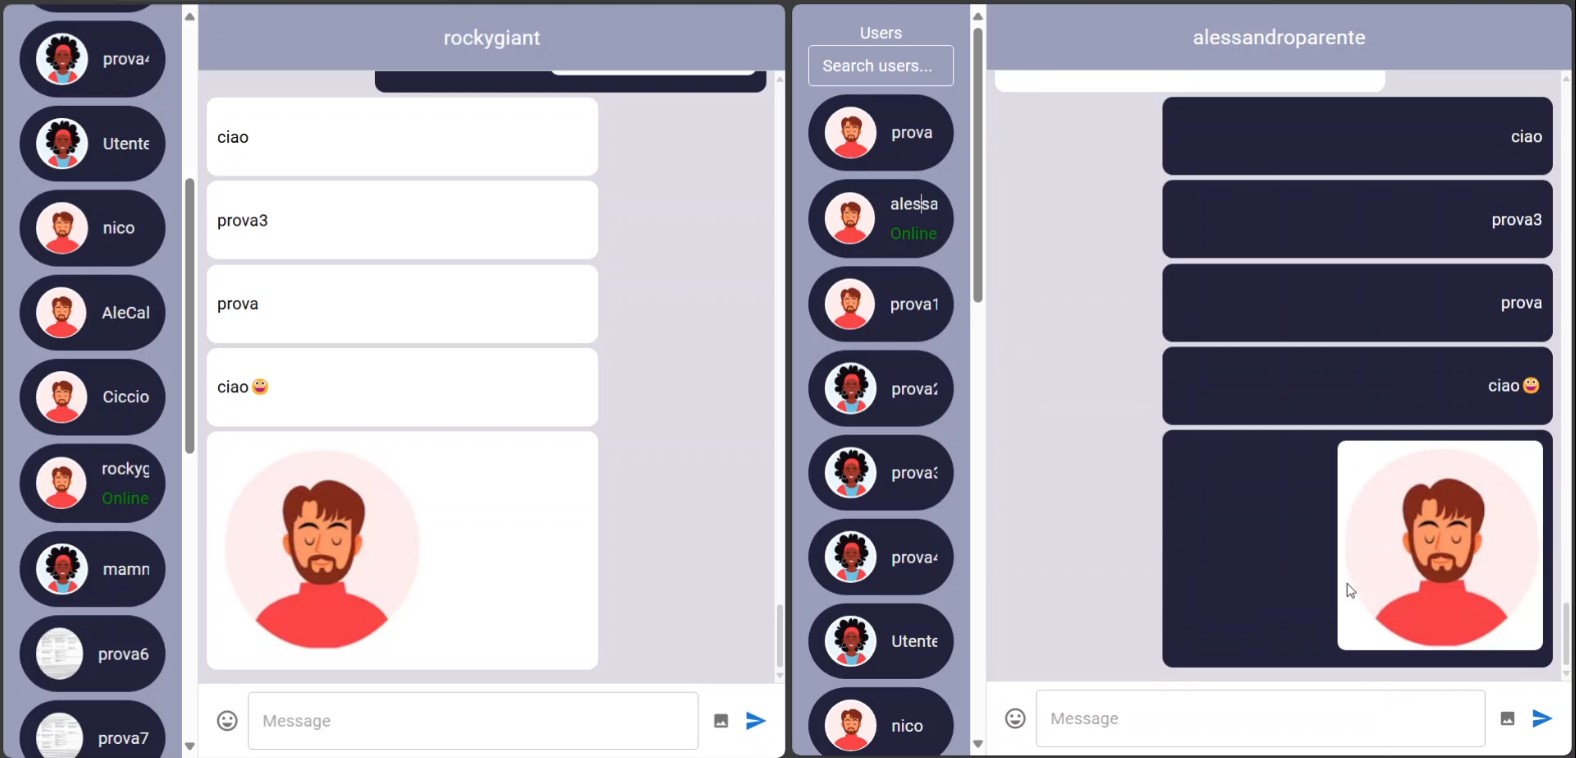 prova4
Utente
nico
AleCal
Ciccio
rockyg
Online
mamm
prova6
prova7
rockygiant
ciao
prova3
prova
ciao😀
Message
Users
Search users...
prova
alessa
Online
prova1
prova2
prova3
prova4
Utente
nico
alessandroparente
ciao
prova3
prova
ciao😀
Message